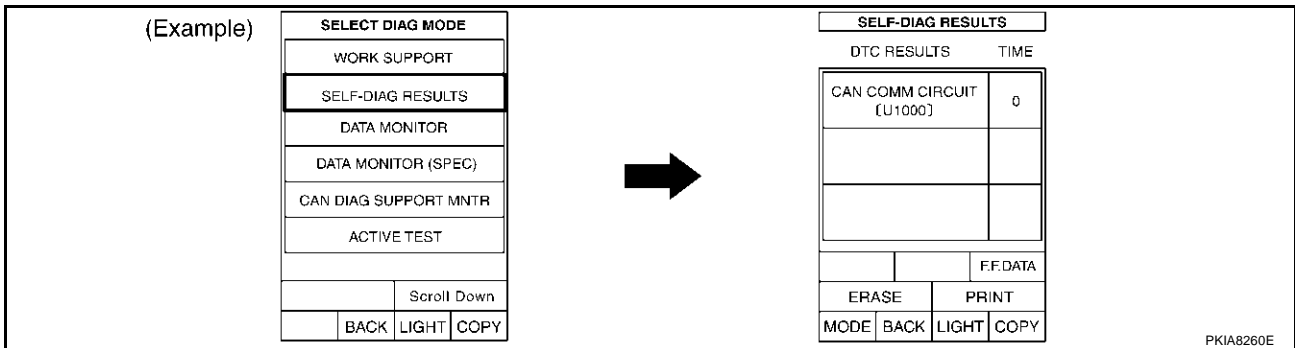 (Example)
SELECT DIAG MODE
WORK SUPPORT
SELF-DIAG RESULTS
DATA MONITOR
DATA MONITOR (SPEC)
CAN DIAG SUPPORT MNTR
ACTIVE TEST
Scroll Down
BACK LIGHT COPY
SELF-DIAG RESULTS
DTC RESULTS TIME
CAN COMM CIRCUIT 0
[U1000]
F.F.DATA
ERASE PRINT
MODE BACK LIGHT COPY
PKIA8260E